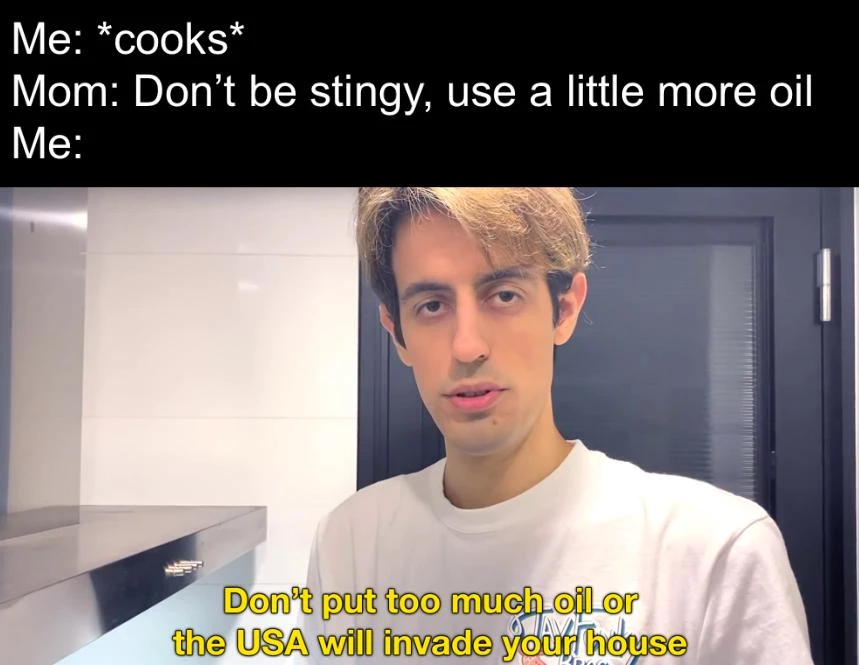 Me: *cooks*
Mom: Don't be stingy, use a little more oil
Me:
Don't put too much oil or
the USA will invade your house